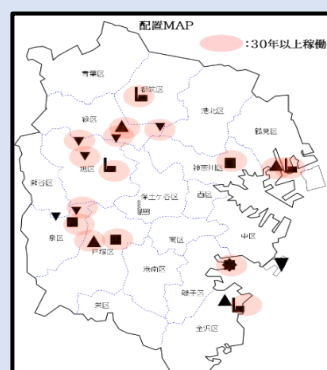 配置MAP
:30年以上稼働
青葉区
都筑区
港北区
緑区
鶴見区
旭区
神奈川区
瀬谷区
保土ケ谷区
西区
中区
泉区
戸塚区
南区
港南区
磯子区
栄区
金沢区